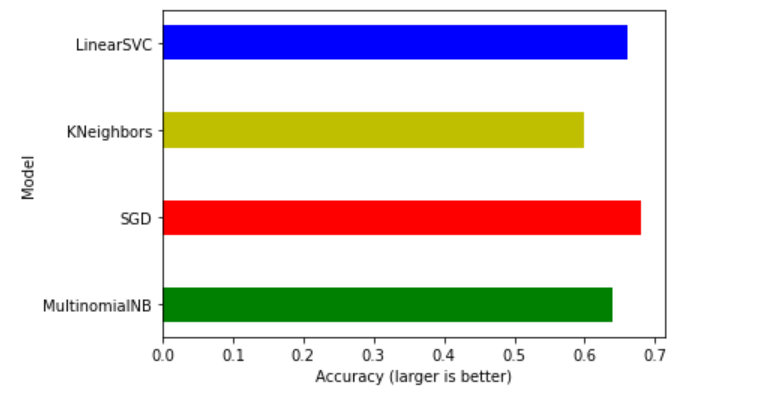 LinearSVC
KNeighbors
SGD
MultinomialNB
Model
0.0 0.1 0.2 0.3 0.4 0.5 0.6 0.7
Accuracy (larger is better)